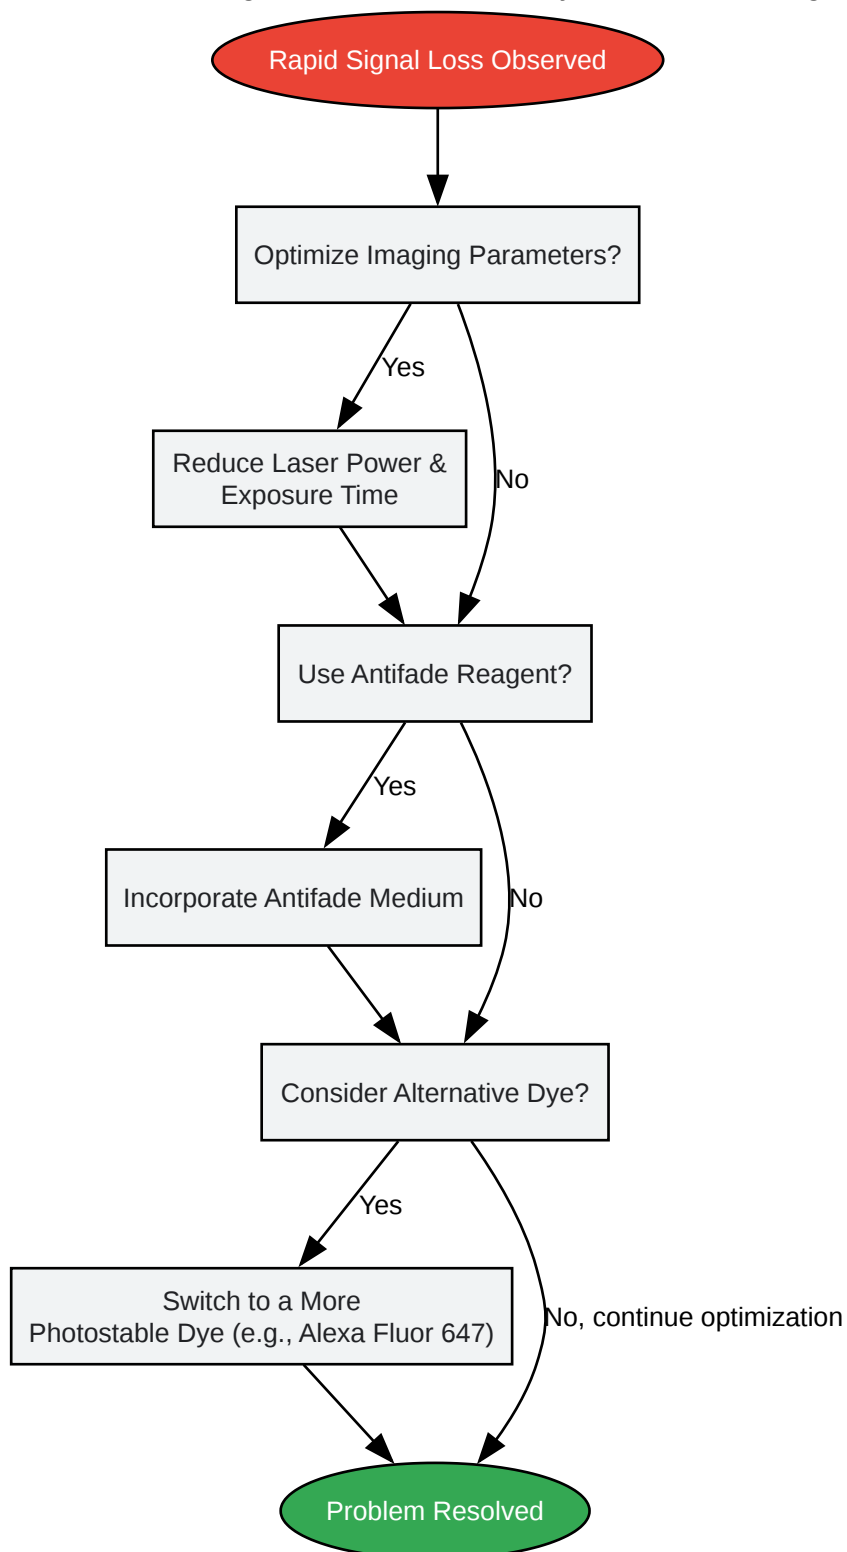 Rapid Signal Loss Observed
Optimize Imaging Parameters?
Yes
Reduce Laser Power &
Exposure Time
No
Use Antifade Reagent?
Yes
Incorporate Antifade Medium
No
Consider Alternative Dye?
Yes
Switch to a More
Photostable Dye (e.g., Alexa Fluor 647)
No, continue optimization
Problem Resolved